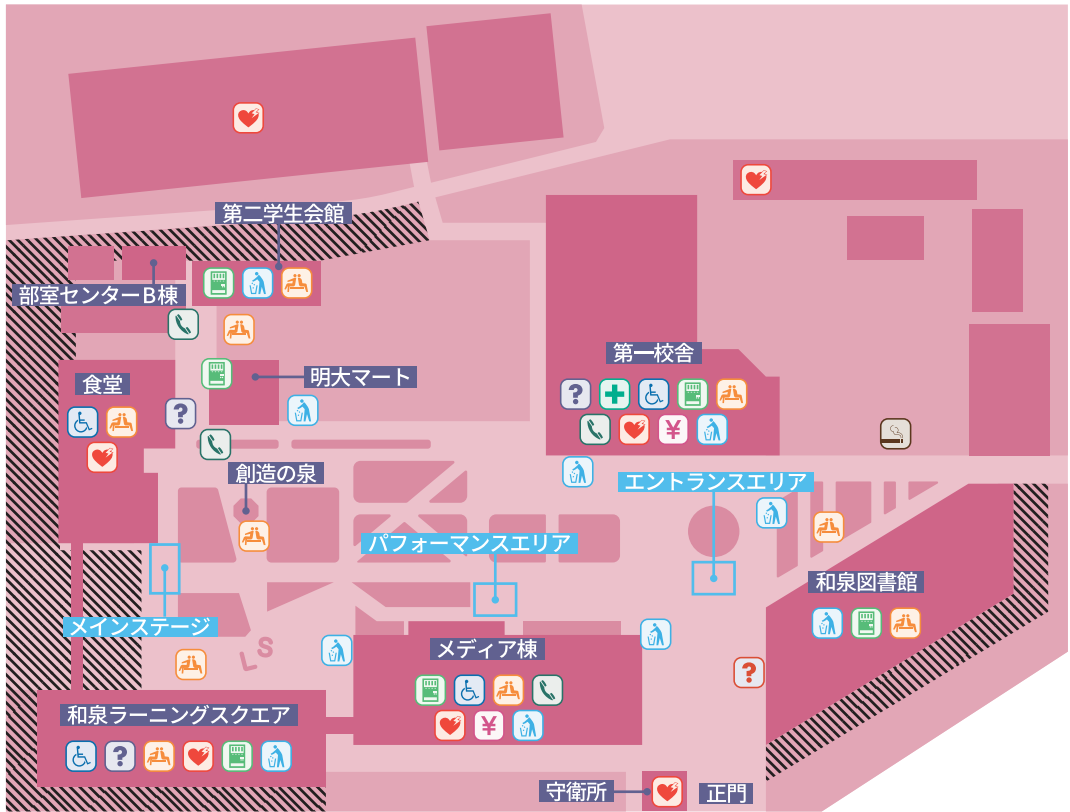 第二学生会館
部室センターB棟
第一校舎
明大マート
食堂
創造の泉
エントランスエリア
パフォーマンスエリア
和泉図書館
メインステージ
メディア棟
LS
和泉ラーニングスクエア
守衛所
正門